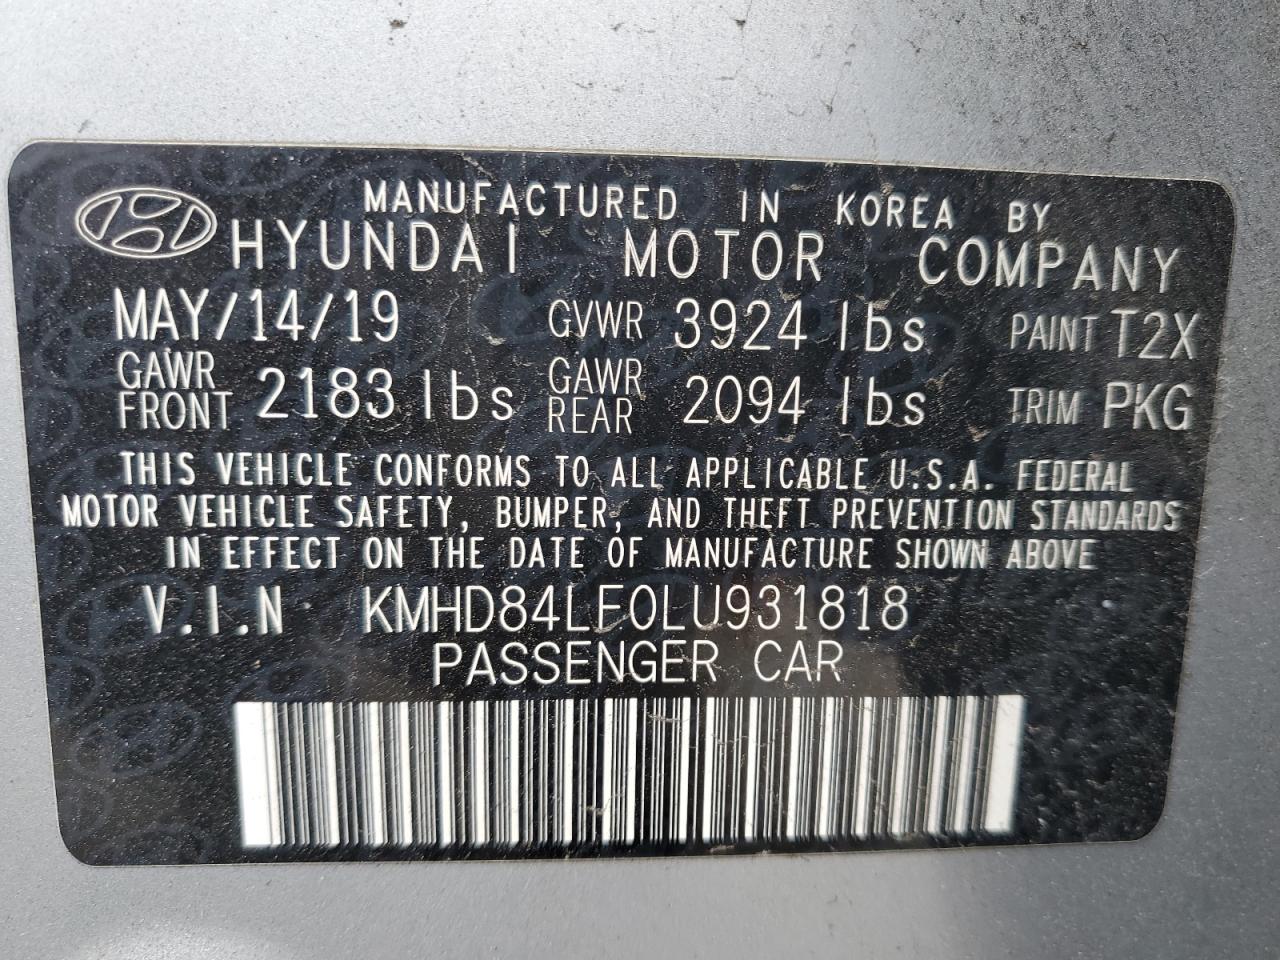 MANUFACTURED IN KOREA BY
HYUNDAI MOTOR COMPANY
MAY/14/19 GVWR 3924 lbs PAINT T2X
GAWR FRONT 2183 lbs GAWR REAR 2094 lbs TRIM PKG
THIS VEHICLE CONFORMS TO ALL APPLICABLE U.S.A. FEDERAL
MOTOR VEHICLE SAFETY, BUMPER, AND THEFT PREVENTION STANDARDS
IN EFFECT ON THE DATE OF MANUFACTURE SHOWN ABOVE
V.I.N KMHD84LF0LU931818
PASSENGER CAR